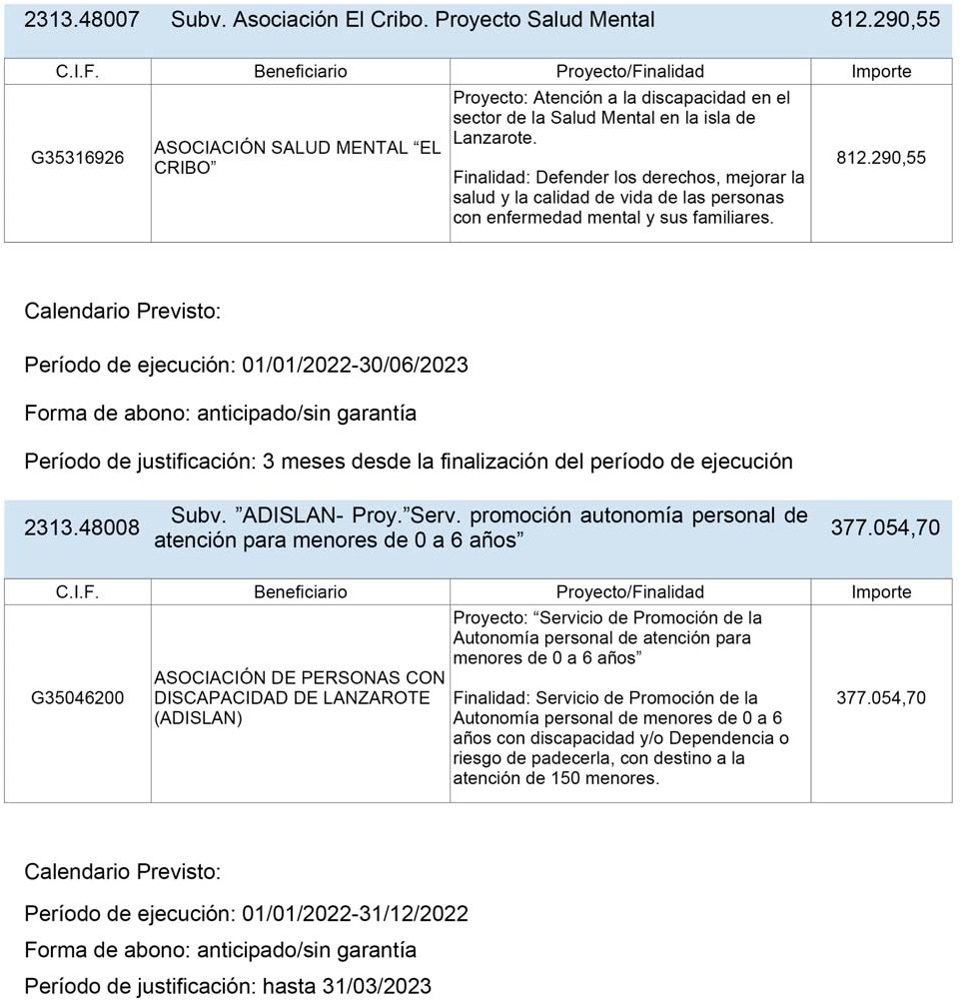 2313.48007 Subv. Asociación El Cribo. Proyecto Salud Mental 812.290,55
C.I.F. Beneficiario Proyecto/Finalidad Importe
G35316926
ASOCIACIÓN SALUD MENTAL “EL
CRIBO”
Proyecto: Atención a la discapacidad en el
sector de la Salud Mental en la isla de
Lanzarote.
Finalidad: Defender los derechos, mejorar la
salud y la calidad de vida de las personas
con enfermedad mental y sus familiares.
812.290,55
Calendario Previsto:
Período de ejecución: 01/01/2022-30/06/2023
Forma de abono: anticipado/sin garantía
Período de justificación: 3 meses desde la finalización del período de ejecución
2313.48008
Subv. ”ADISLAN- Proy.”Serv. promoción autonomía personal de
atención para menores de 0 a 6 años”
377.054,70
C.I.F. Beneficiario Proyecto/Finalidad Importe
G35046200
ASOCIACIÓN DE PERSONAS CON
DISCAPACIDAD DE LANZAROTE
(ADISLAN)
Proyecto: “Servicio de Promoción de la
Autonomía personal de atención para
menores de 0 a 6 años”
Finalidad: Servicio de Promoción de la
Autonomía personal de menores de 0 a 6
años con discapacidad y/o Dependencia o
riesgo de padecerla, con destino a la
atención de 150 menores.
377.054,70
Calendario Previsto:
Período de ejecución: 01/01/2022-31/12/2022
Forma de abono: anticipado/sin garantía
Período de justificación: hasta 31/03/2023